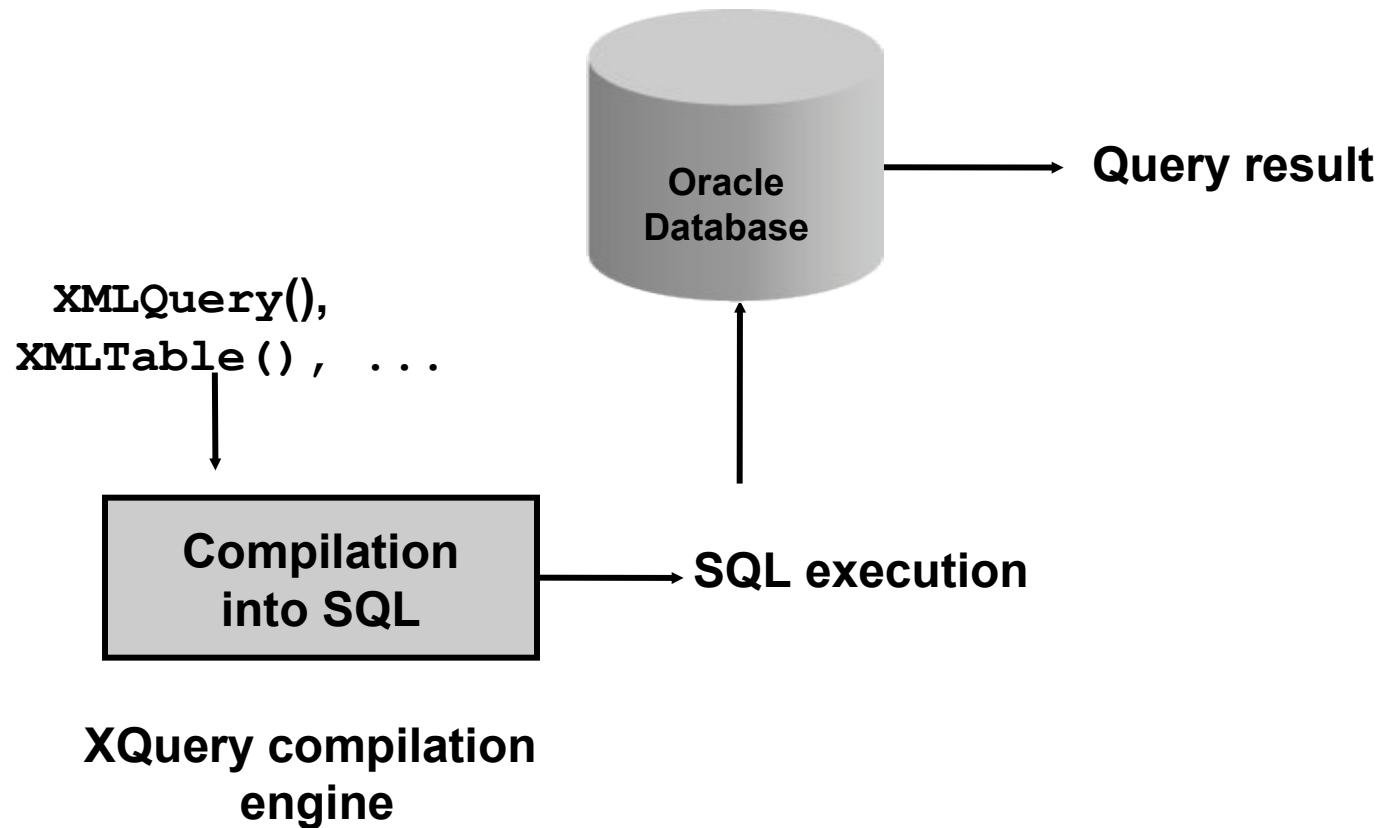 Oracle
Database
Query result
XMLQuery(),
XMLTable(), ...
Compilation
into SQL
SQL execution
XQuery compilation
engine